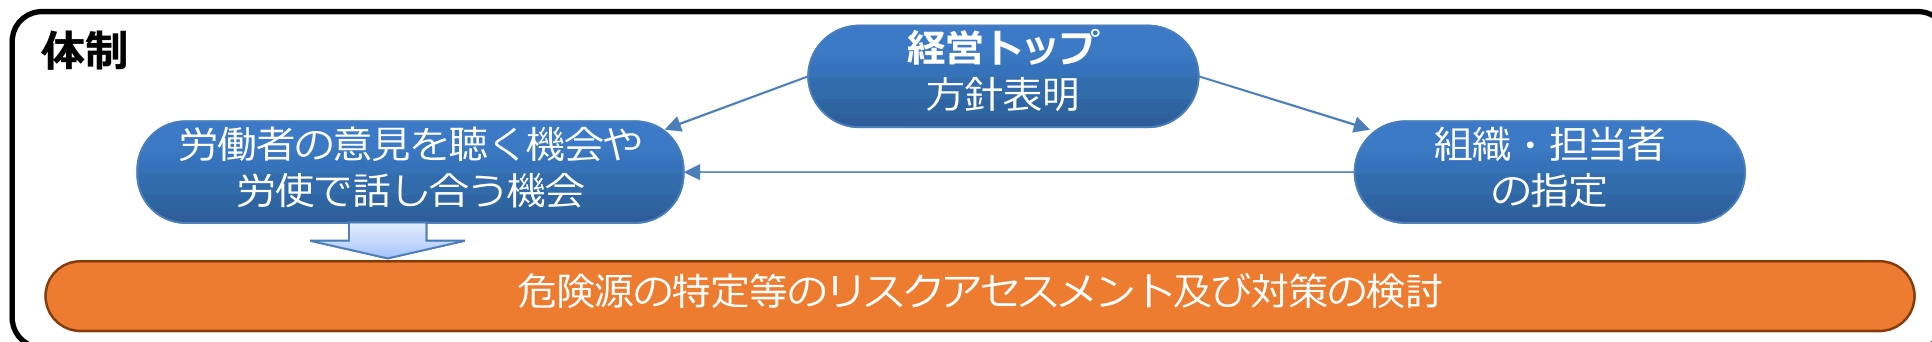 体制
経営トップ
方針表明
労働者の意見を聴く機会や
労使で話し合う機会
組織・担当者
の指定
危険源の特定等のリスクアセスメント及び対策の検討